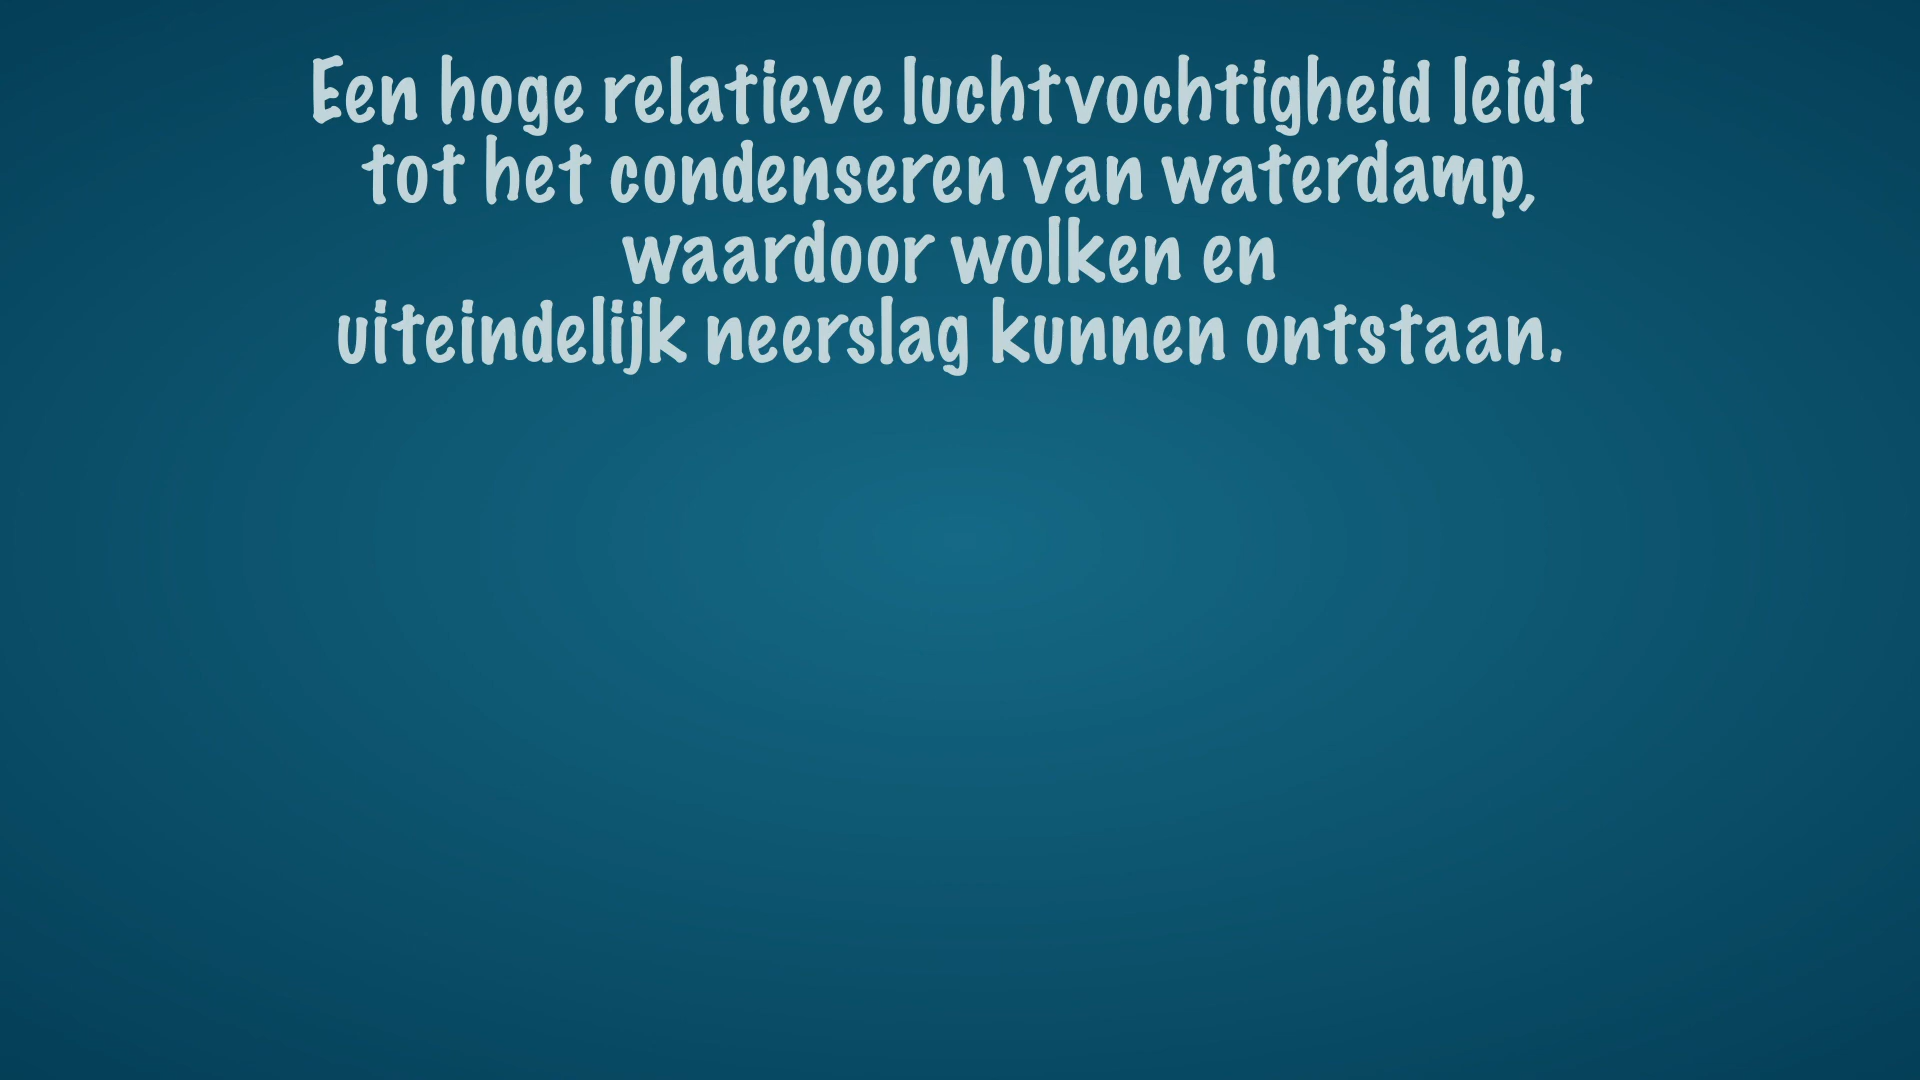 Een hoge relatieve luchtvochtigheid leidt
tot het condenseren van waterdamp,
waardoor wolken en
uiteindelijk neerslag kunnen ontstaan.